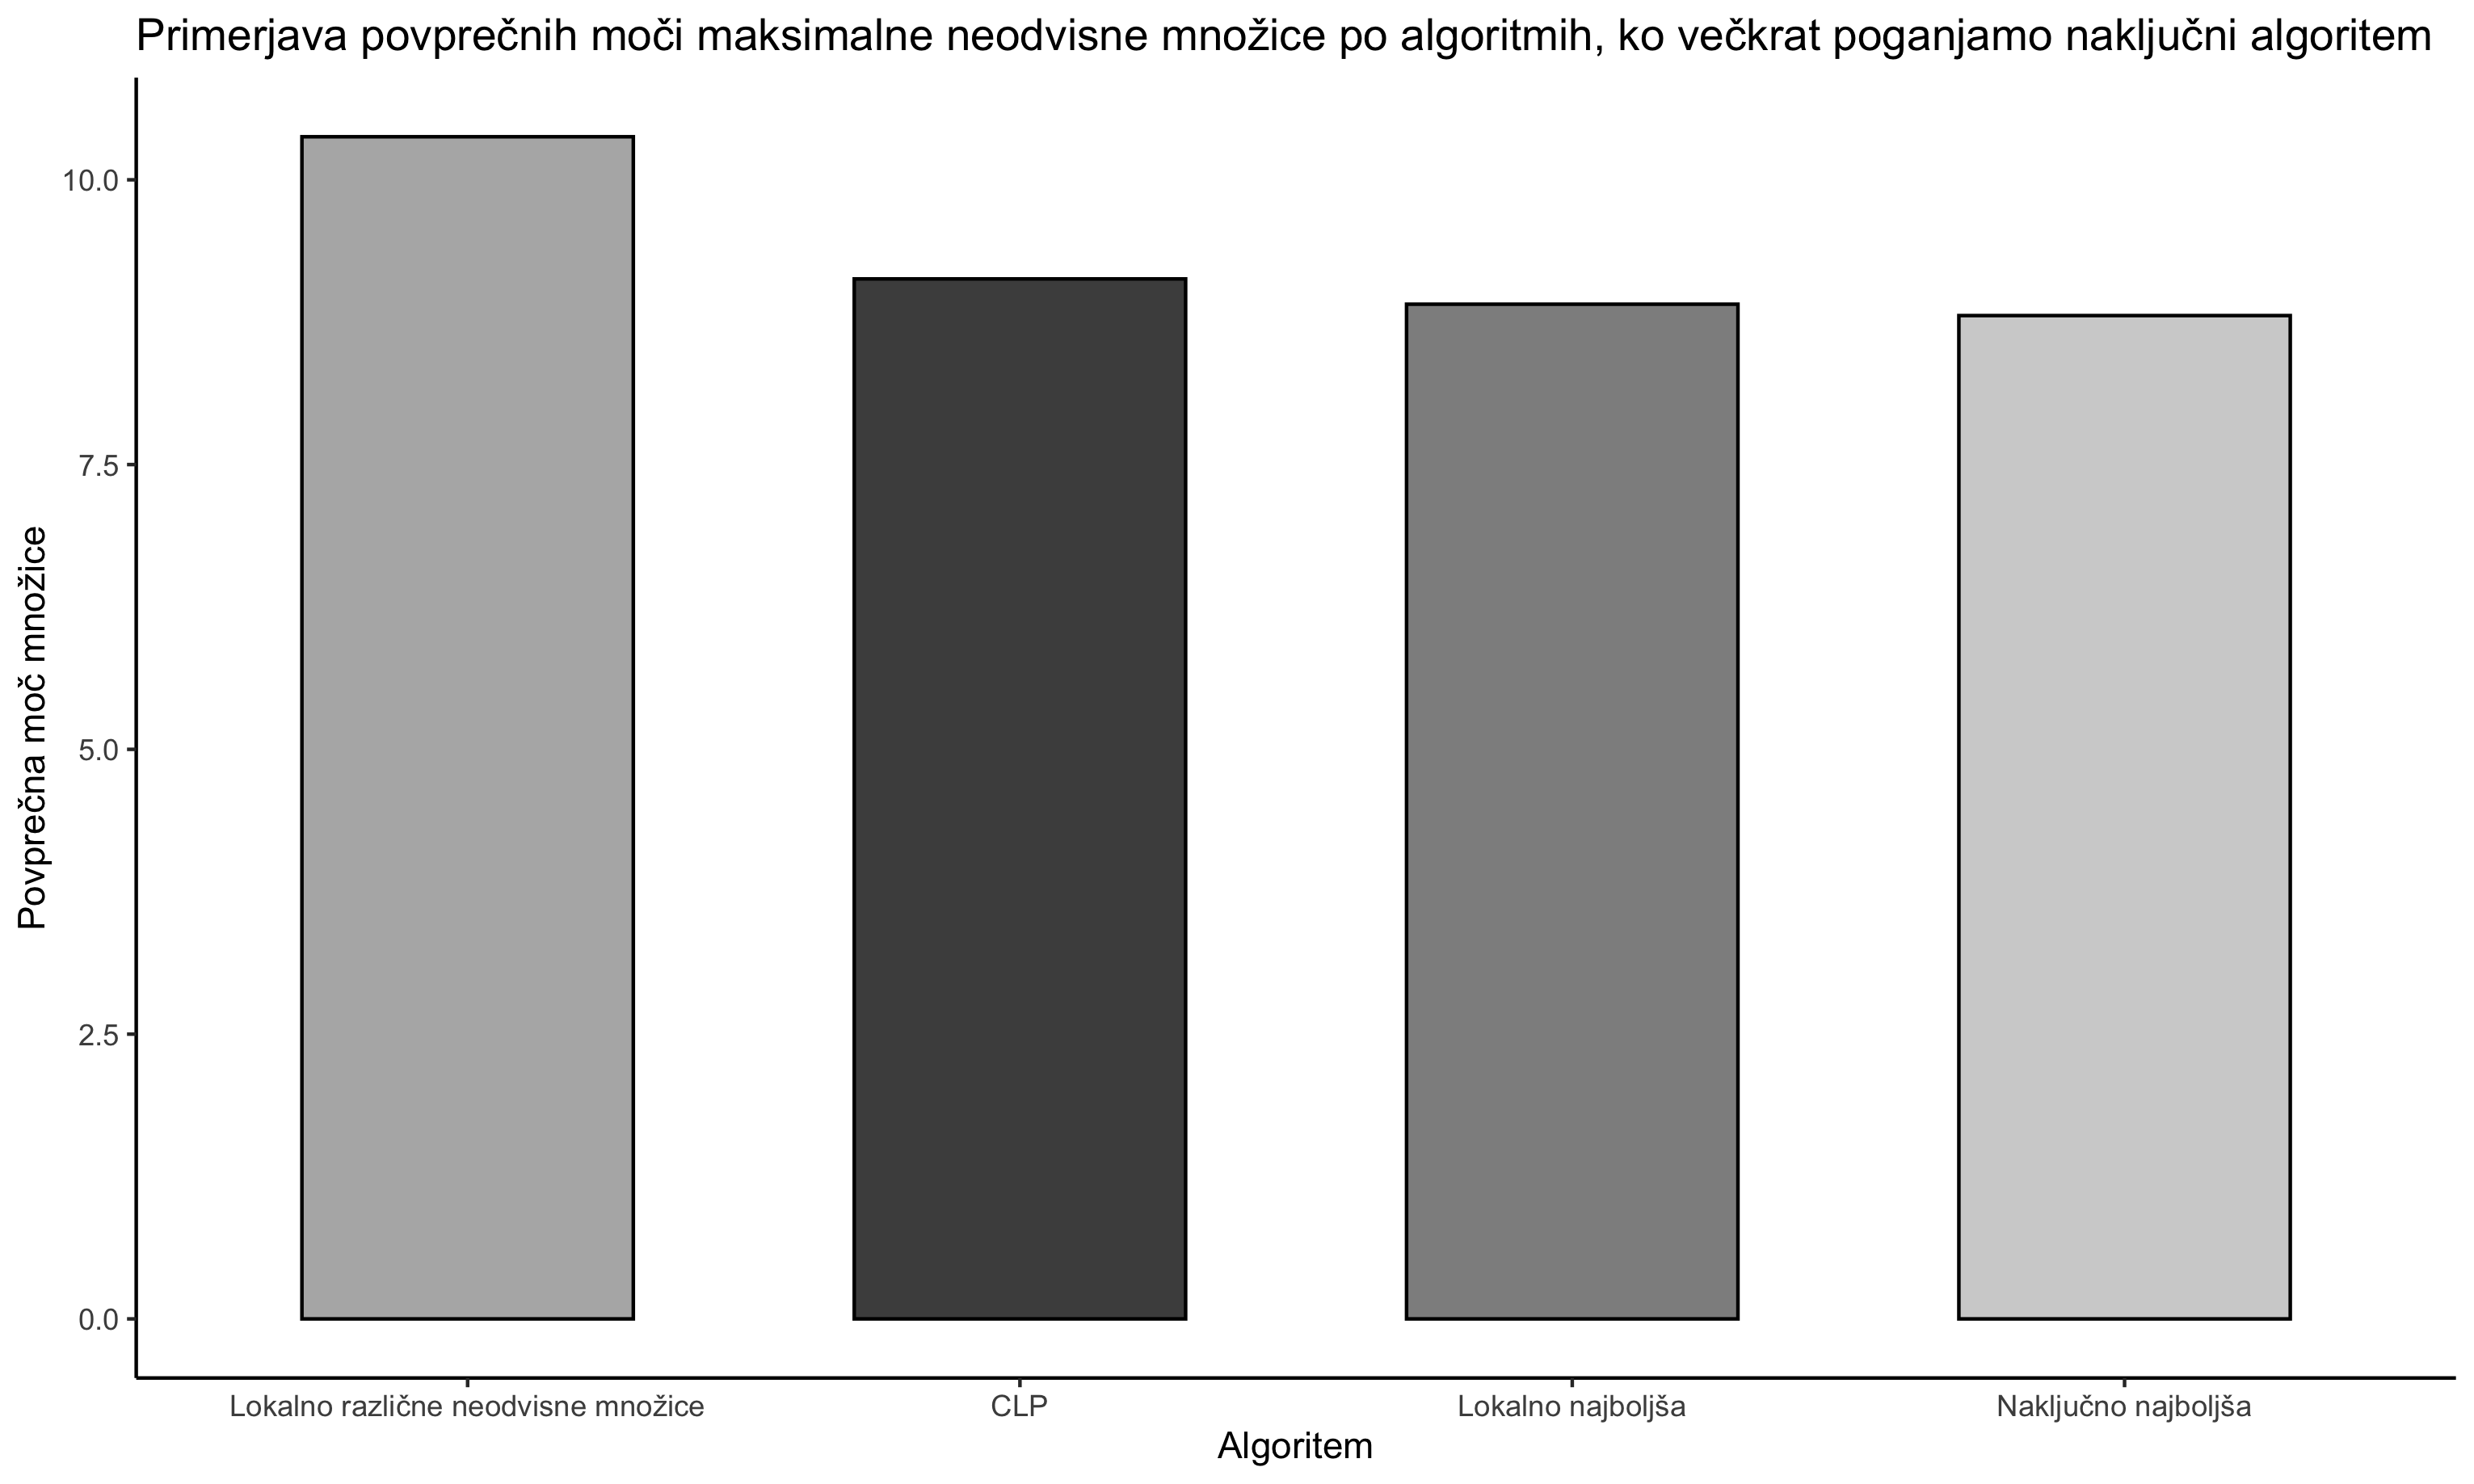 Primerjava povprečnih moči maksimalne neodvisne množice po algoritmih, ko večkrat poganjamo naključni algoritem
Povprečna moč množice
10.0
7.5
5.0
2.5
0.0
Lokalno različne neodvisne množice
CLP
Lokalno najboljša
Naključno najboljša
Algoritem